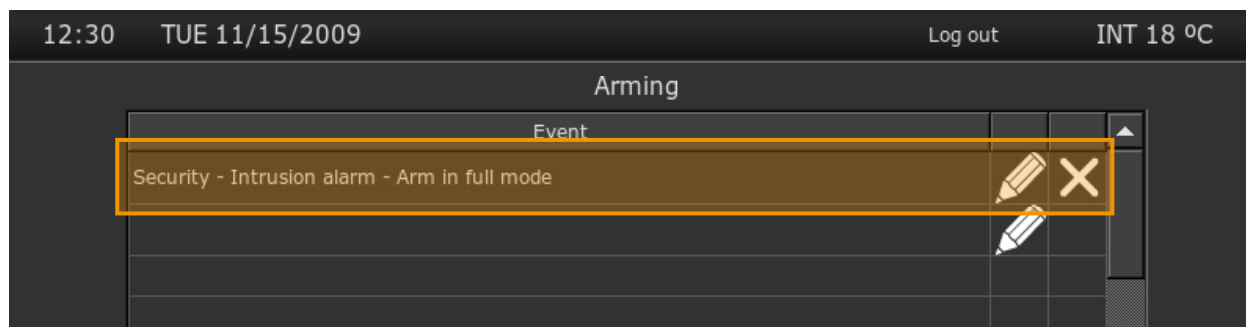 12:30 TUE 11/15/2009 Log out INT 18 ºC
Arming
Event
Security - Intrusion alarm - Arm in full mode